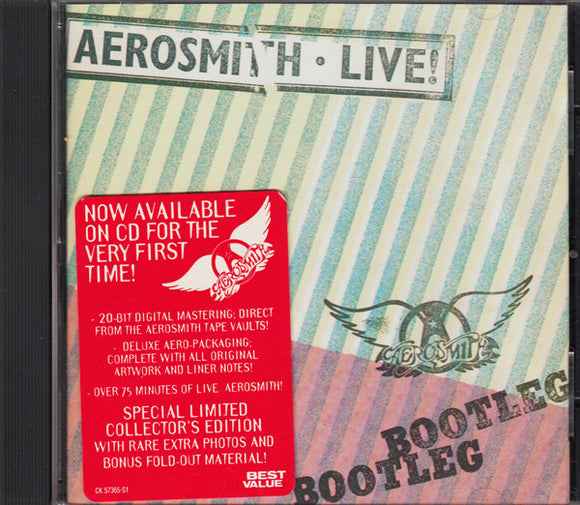 AEROSMITH • LIVE!
NOW AVAILABLE
ON CD FOR THE
VERY FIRST
TIME!
AEROSMITH
- 20-BIT DIGITAL MASTERING; DIRECT
FROM THE AEROSMITH TAPE VAULTS!
- DELUXE AERO-PACKAGING;
COMPLETE WITH ALL ORIGINAL
ARTWORK AND LINER NOTES!
- OVER 75 MINUTES OF LIVE AEROSMITH!
SPECIAL LIMITED
COLLECTOR'S EDITION
WITH RARE EXTRA PHOTOS AND
BONUS FOLD-OUT MATERIAL!
CK 57365-S1
BEST
VALUE
AEROSMITH
BOOTLEG
BOOTLEG